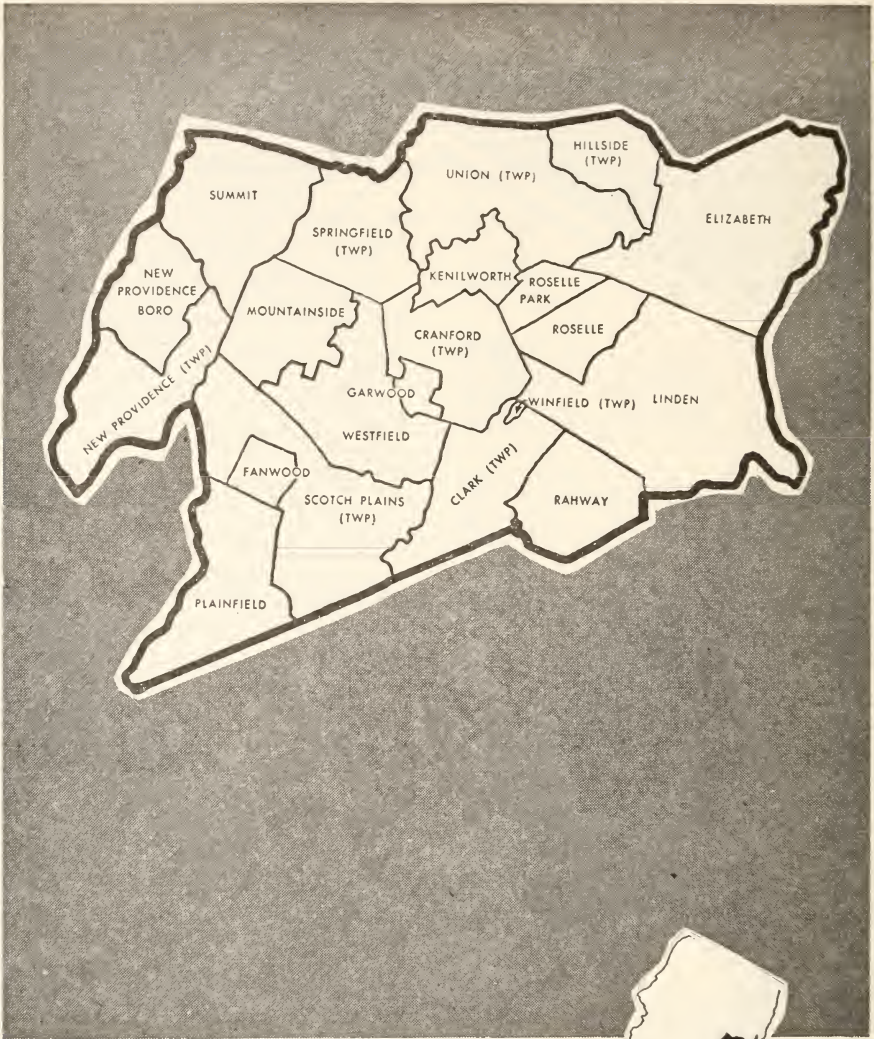 HILLSIDE
(TWP)
UNION (TWP)
SUMMIT
ELIZABETH
SPRINGFIELD
(TWP)
NEW
PROVIDENCE
BORO
KENILWORTH
ROSELLE
PARK
MOUNTAINSIDE
CRANFORD
(TWP)
ROSELLE
NEW PROVIDENCE (TWP)
GARWOOD
WINFIELD (TWP)
LINDEN
WESTFIELD
FANWOOD
CLARK (TWP)
SCOTCH PLAINS
(TWP)
RAHWAY
PLAINFIELD